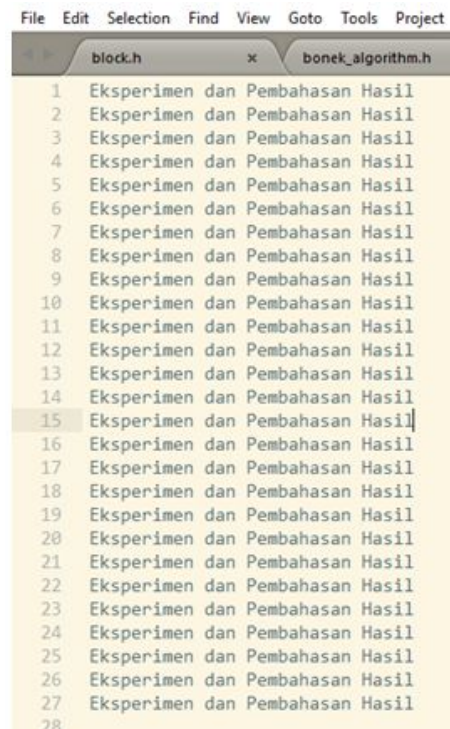 File Edit Selection Find View Goto Tools Project
block.h × bonek_algorithm.h
1 Eksperimen dan Pembahasan Hasil
2 Eksperimen dan Pembahasan Hasil
3 Eksperimen dan Pembahasan Hasil
4 Eksperimen dan Pembahasan Hasil
5 Eksperimen dan Pembahasan Hasil
6 Eksperimen dan Pembahasan Hasil
7 Eksperimen dan Pembahasan Hasil
8 Eksperimen dan Pembahasan Hasil
9 Eksperimen dan Pembahasan Hasil
10 Eksperimen dan Pembahasan Hasil
11 Eksperimen dan Pembahasan Hasil
12 Eksperimen dan Pembahasan Hasil
13 Eksperimen dan Pembahasan Hasil
14 Eksperimen dan Pembahasan Hasil
15 Eksperimen dan Pembahasan Hasil
16 Eksperimen dan Pembahasan Hasil
17 Eksperimen dan Pembahasan Hasil
18 Eksperimen dan Pembahasan Hasil
19 Eksperimen dan Pembahasan Hasil
20 Eksperimen dan Pembahasan Hasil
21 Eksperimen dan Pembahasan Hasil
22 Eksperimen dan Pembahasan Hasil
23 Eksperimen dan Pembahasan Hasil
24 Eksperimen dan Pembahasan Hasil
25 Eksperimen dan Pembahasan Hasil
26 Eksperimen dan Pembahasan Hasil
27 Eksperimen dan Pembahasan Hasil
28